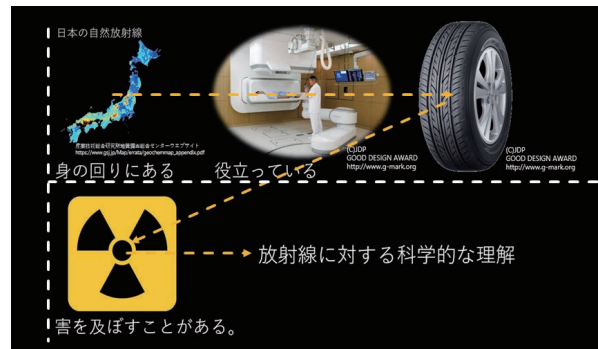 日本の自然放射線
産業技術総合研究所地質調査総合センターウエブサイト
https://www.gsj.jp/Map/errata/geochemmap_appendix.pdf
身の回りにある
役立っている
(C)JDP
GOOD DESIGN AWARD
http://www.g-mark.org
(C)JDP
GOOD DESIGN AWARD
http://www.g-mark.org
放射線に対する科学的な理解
害を及ぼすことがある。